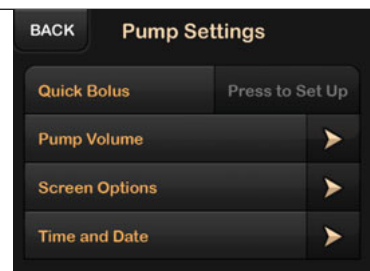 BACK Pump Settings
Quick Bolus Press to Set Up
Pump Volume
Screen Options
Time and Date